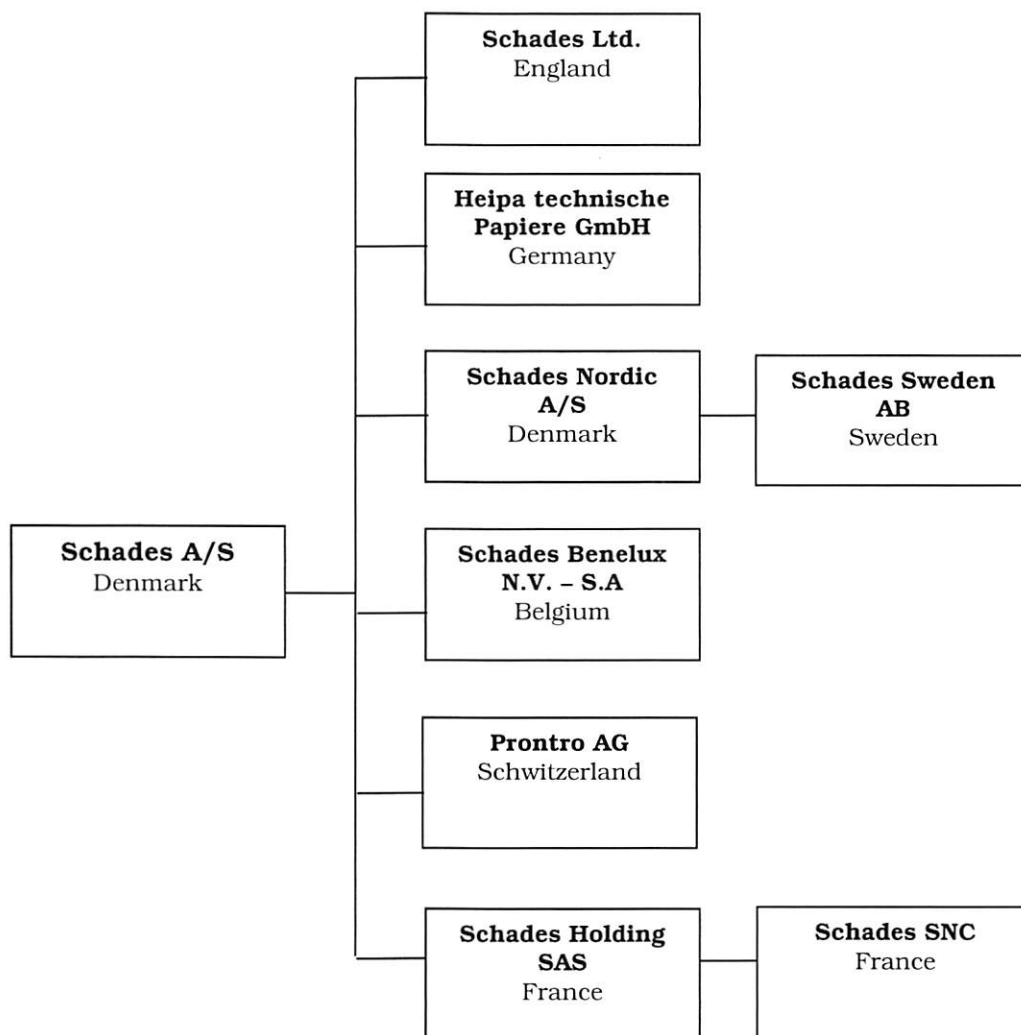 Schades Ltd.
England
Heipa technische
Papiere GmbH
Germany
Schades Nordic
A/S
Denmark
Schades Sweden
AB
Sweden
Schades A/S
Denmark
Schades Benelux
N.V. – S.A
Belgium
Prontro AG
Schwitzerland
Schades Holding
SAS
France
Schades SNC
France